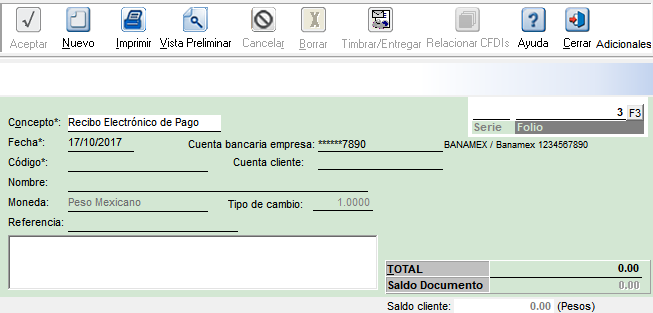 Aceptar Nuevo Imprimir Vista Preliminar Cancelar Borrar Timbrar/Entregar Relacionar CFDIs Ayuda Cerrar Adicionales
3 F3
Serie Folio
Concepto*: Recibo Electrónico de Pago
Fecha*: 17/10/2017 Cuenta bancaria empresa: ******7890 BANAMEX / Banamex 1234567890
Código*: Cuenta cliente:
Nombre:
Moneda: Peso Mexicano Tipo de cambio: 1.0000
Referencia:
TOTAL 0.00
Saldo Documento 0.00
Saldo cliente: 0.00 (Pesos)